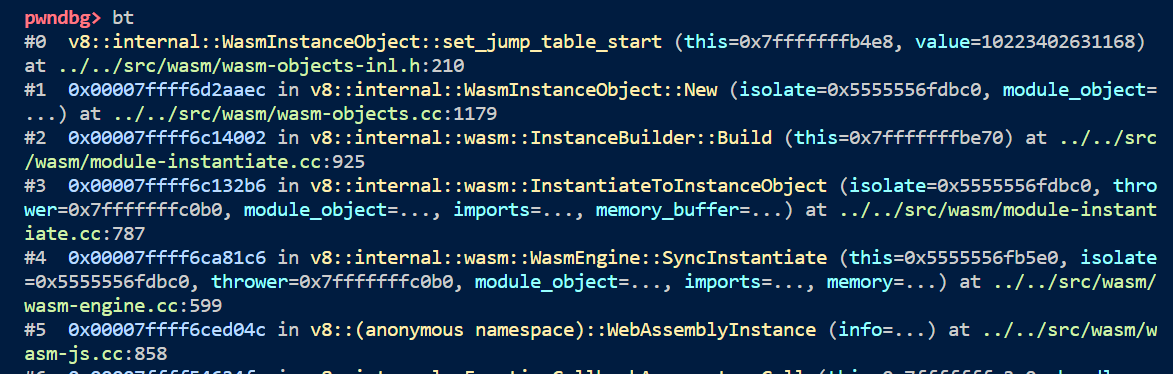 pwndbg> bt
#0  v8::internal::WasmInstanceObject::set_jump_table_start (this=0x7fffffffb4e8, value=10223402631168)
at ../../src/wasm/wasm-objects-inl.h:210
#1  0x00007ffff6d2aaec in v8::internal::WasmInstanceObject::New (isolate=0x5555556fdbc0, module_object=
...) at ../../src/wasm/wasm-objects.cc:1179
#2  0x00007ffff6c14002 in v8::internal::wasm::InstanceBuilder::Build (this=0x7fffffffbe70) at ../../src
/wasm/module-instantiate.cc:925
#3  0x00007ffff6c132b6 in v8::internal::wasm::InstantiateToInstanceObject (isolate=0x5555556fdbc0, thro
wer=0x7fffffffc0b0, module_object=..., imports=..., memory_buffer=...) at ../../src/wasm/module-instant
iate.cc:787
#4  0x00007ffff6ca81c6 in v8::internal::wasm::WasmEngine::SyncInstantiate (this=0x5555556fb5e0, isolate
=0x5555556fdbc0, thrower=0x7fffffffc0b0, module_object=..., imports=..., memory=...) at ../../src/wasm/
wasm-engine.cc:599
#5  0x00007ffff6ced04c in v8::(anonymous namespace)::WebAssemblyInstance (info=...) at ../../src/wasm/w
asm-js.cc:858